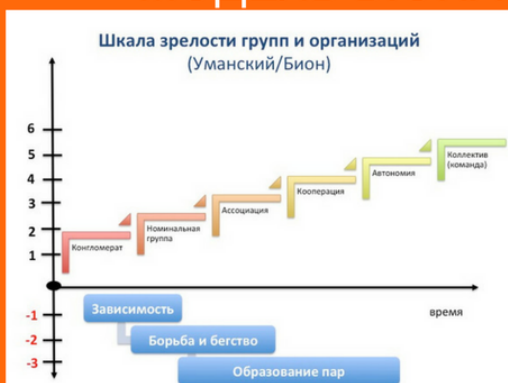 Шкала зрелости групп и организаций
(Уманский/Бион)
6
5
4
3
2
1
-1
-2
-3
Коллектив
(команда)
Автономия
Кооперация
Ассоциация
Номинальная
группа
Конгломерат
время
Зависимость
Борьба и бегство
Образование пар